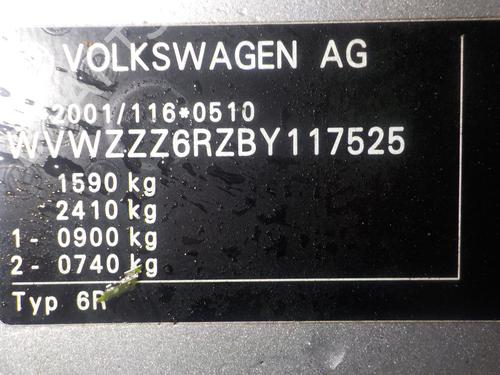 VOLKSWAGEN AG
2001/116*0510
WVWZZZ6RZBY117525
1590 kg
2410 kg
1 - 0900 kg
2 - 0740 kg
Typ 6R